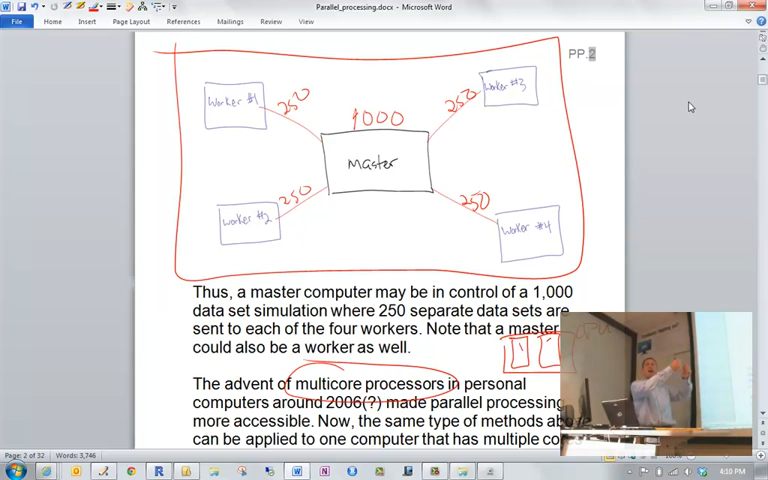 Parallel_processing.docx - Microsoft Word
File
Home
Insert
Page Layout
References
Mailings
Review
View
PP.2
Worker #1
250
1000
250
Worker #3
Master
Worker #2
250
250
Worker #4
Thus, a master computer may be in control of a 1,000
data set simulation where 250 separate data sets are
sent to each of the four workers. Note that a master
could also be a worker as well.
The advent of multicore processors in personal
computers around 2006(?) made parallel processing
more accessible. Now, the same type of methods abo
can be applied to one computer that has multiple co
Page: 2 of 32
Words: 3,746
4:10 PM